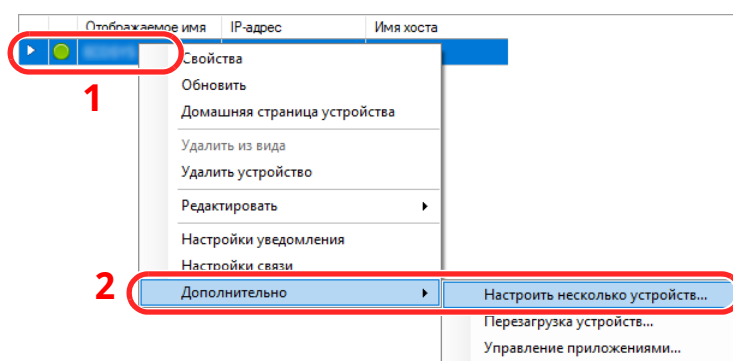 Отображаемое имя IP-адрес Имя хоста
1
Свойства
Обновить
Домашняя страница устройства
Удалить из вида
Удалить устройство
Редактировать
Настройки уведомления
Настройки связи
2
Дополнительно
Настроить несколько устройств...
Перезагрузка устройств...
Управление приложениями...